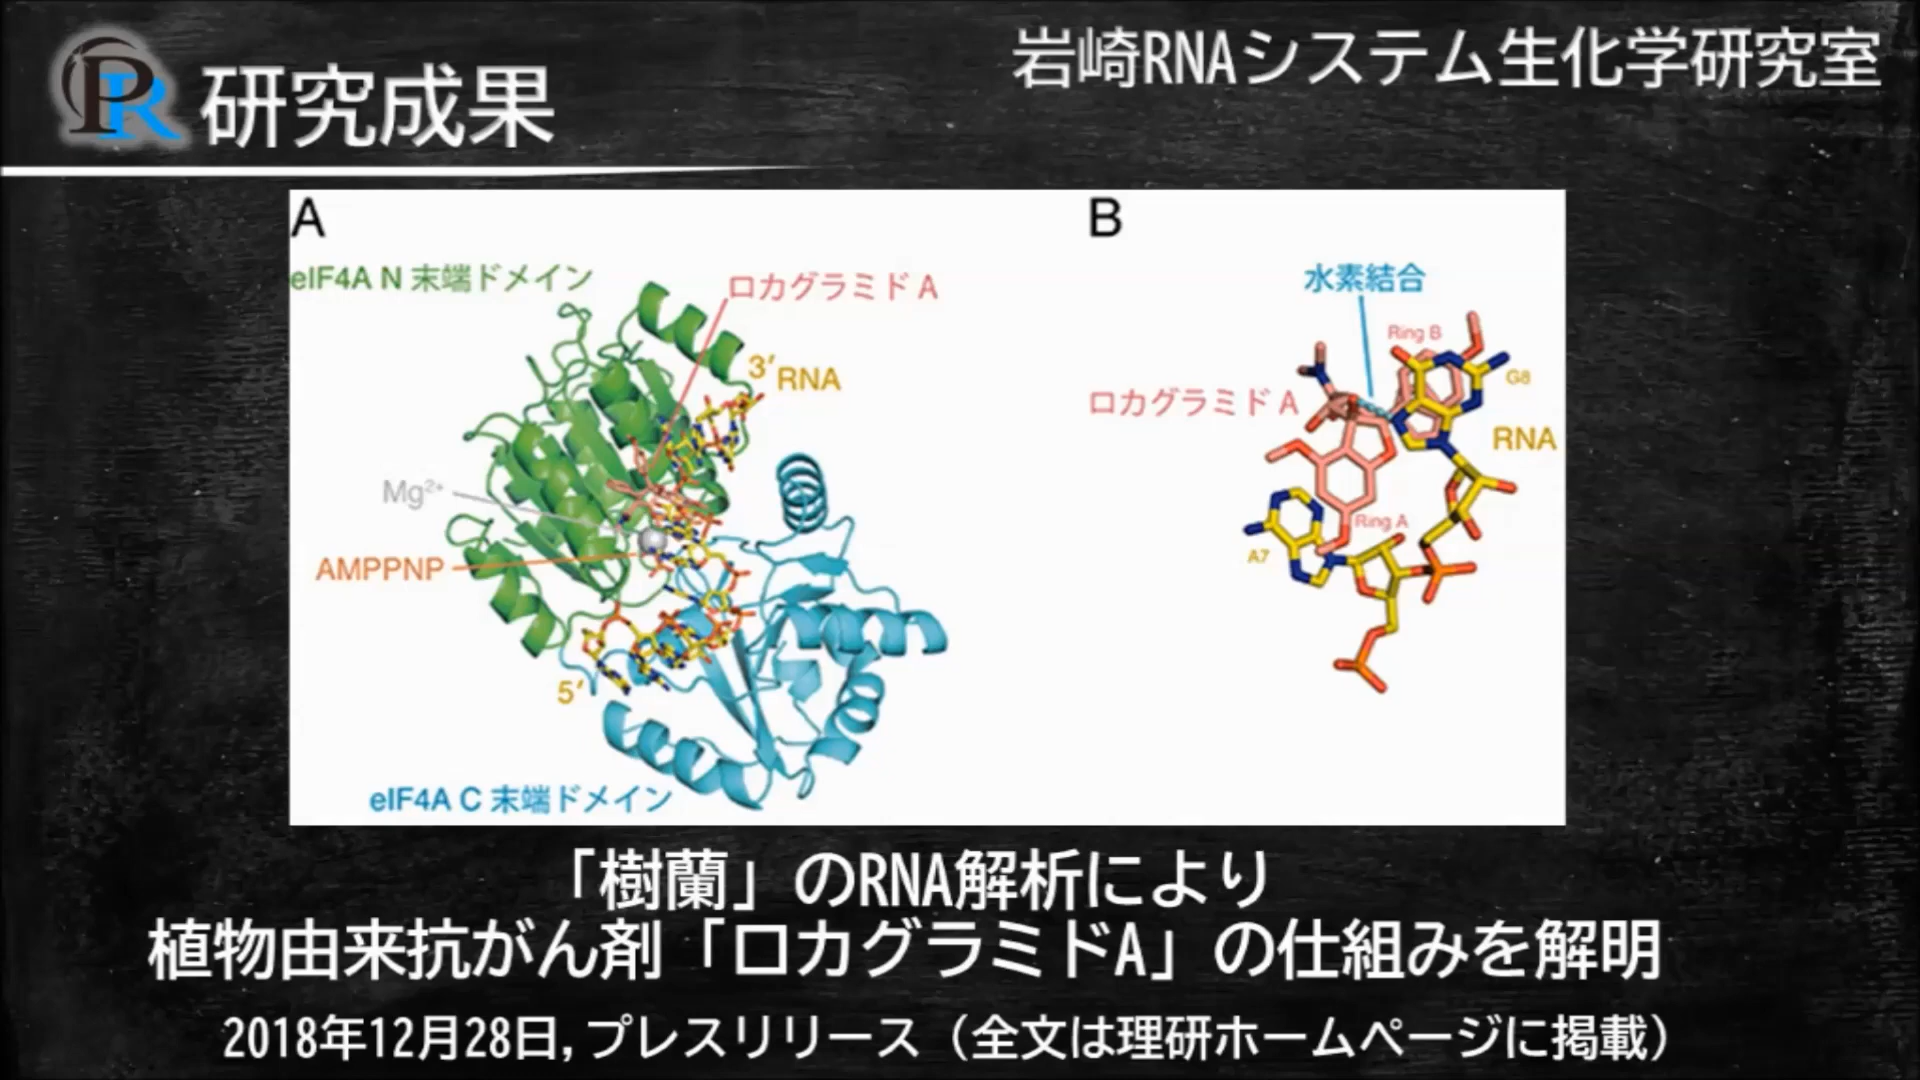 PR 研究成果
岩崎RNAシステム生化学研究室
A
eIF4A N 末端ドメイン
ロカグラミド A
3′
RNA
Mg²⁺
AMPPNP
5′
eIF4A C 末端ドメイン
B
水素結合
Ring B
ロカグラミド A
G8
RNA
Ring A
A7
「樹蘭」のRNA解析により
植物由来抗がん剤「ロカグラミドA」の仕組みを解明
2018年12月28日, プレスリリース（全文は理研ホームページに掲載）